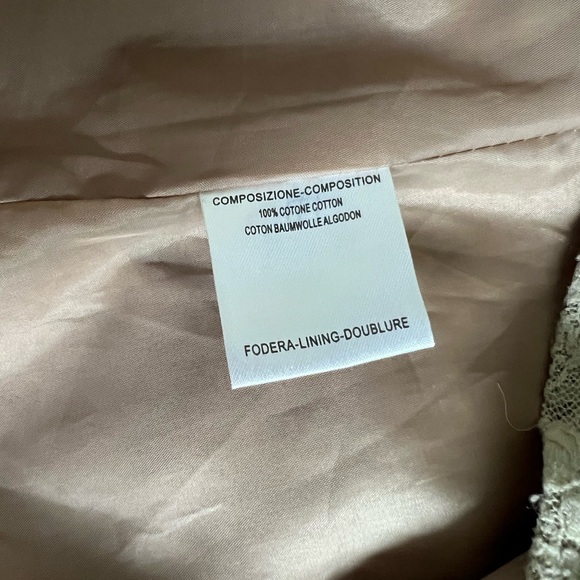 COMPOSIZIONE-COMPOSITION
100% COTONE COTTON
COTON BAUMWOLLE ALGODON
FODERA-LINING-DOUBLURE